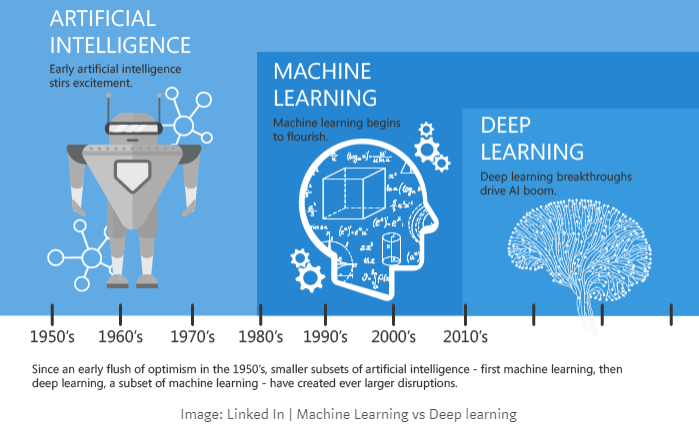 ARTIFICIAL
INTELLIGENCE
Early artificial intelligence
stirs excitement.
MACHINE
LEARNING
Machine learning begins
to flourish.
DEEP
LEARNING
Deep learning breakthroughs
drive AI boom.
1950's 1960's 1970's 1980's 1990's 2000's 2010's
Since an early flush of optimism in the 1950's, smaller subsets of artificial intelligence - first machine learning, then
deep learning, a subset of machine learning - have created ever larger disruptions.
Image: Linked In | Machine Learning vs Deep learning